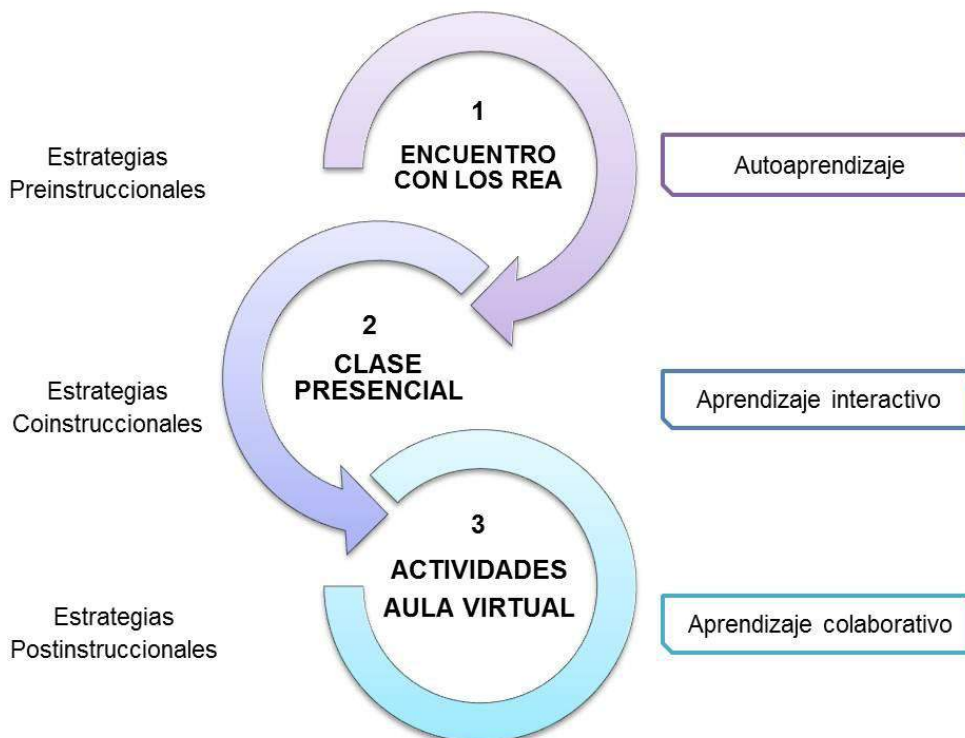 1
ENCUENTRO
CON LOS REA
Estrategias
Preinstruccionales
Autoaprendizaje
2
CLASE
PRESENCIAL
Estrategias
Coinstruccionales
Aprendizaje interactivo
3
ACTIVIDADES
AULA VIRTUAL
Estrategias
Postinstruccionales
Aprendizaje colaborativo